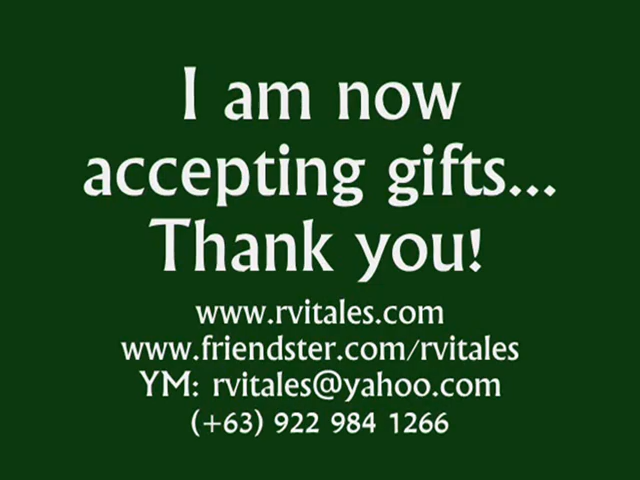 I am now
accepting gifts...
Thank you!
www.rvitales.com
www.friendster.com/rvitales
YM: rvitales@yahoo.com
(+63) 922 984 1266